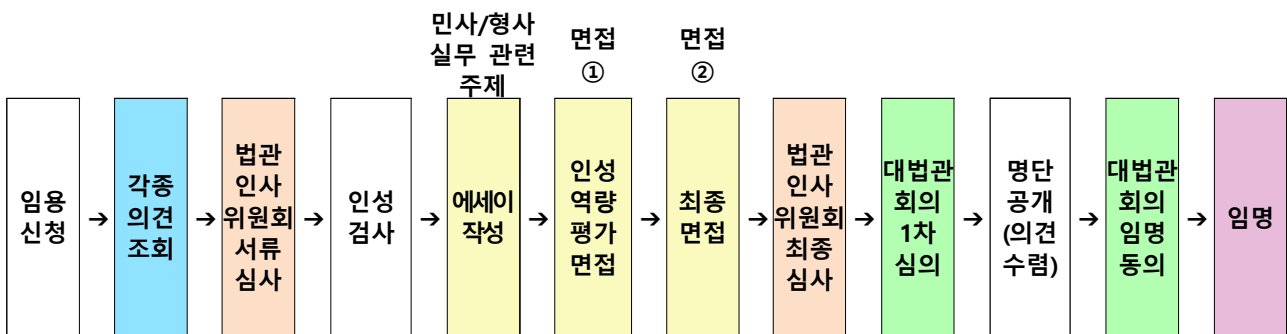 민사/형사
실무 관련
주제
면접
①
면접
②
임용
신청
➔
각종
의견
조회
➔
법관
인사
위원회
서류
심사
➔
인성
검사
➔
에세이
작성
➔
인성
역량
평가
면접
➔
최종
면접
➔
법관
인사
위원회
최종
심사
➔
대법관
회의
1차
심의
➔
명단
공개
(의견
수렴)
➔
대법관
회의
임명
동의
➔
임명